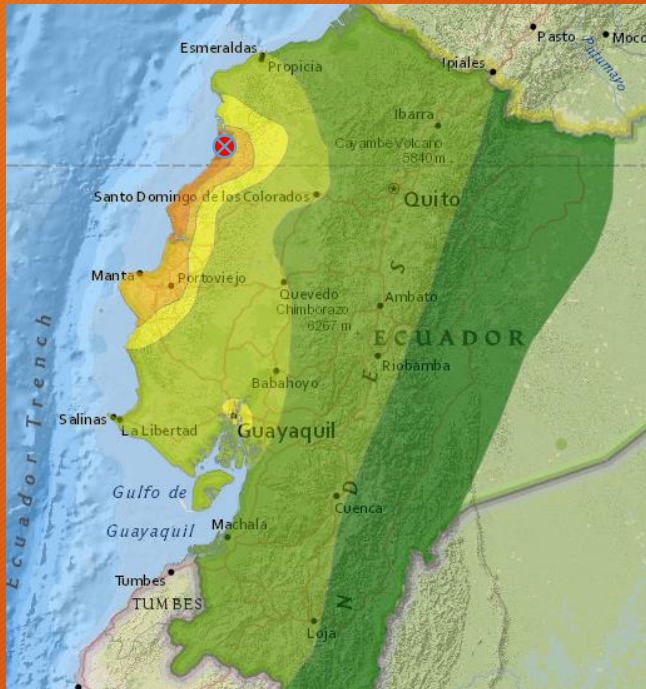 Pasto
Moco
Putumayo
Esmeraldas
Propicia
Ipiales
Ibarra
Cayambe Volcano
5840 m
Santo Domingo de los Colorados
Quito
Manta
Portoviejo
Quevedo
Chimborazo
6267 m
Ambato
ECUADOR
Riobamba
Babahoyo
Salinas
La Libertad
Guayaquil
Ecuador Trench
Gulfo de
Guayaquil
Cuenca
Machala
Tumbes
TUMBES
Loja
N D E S